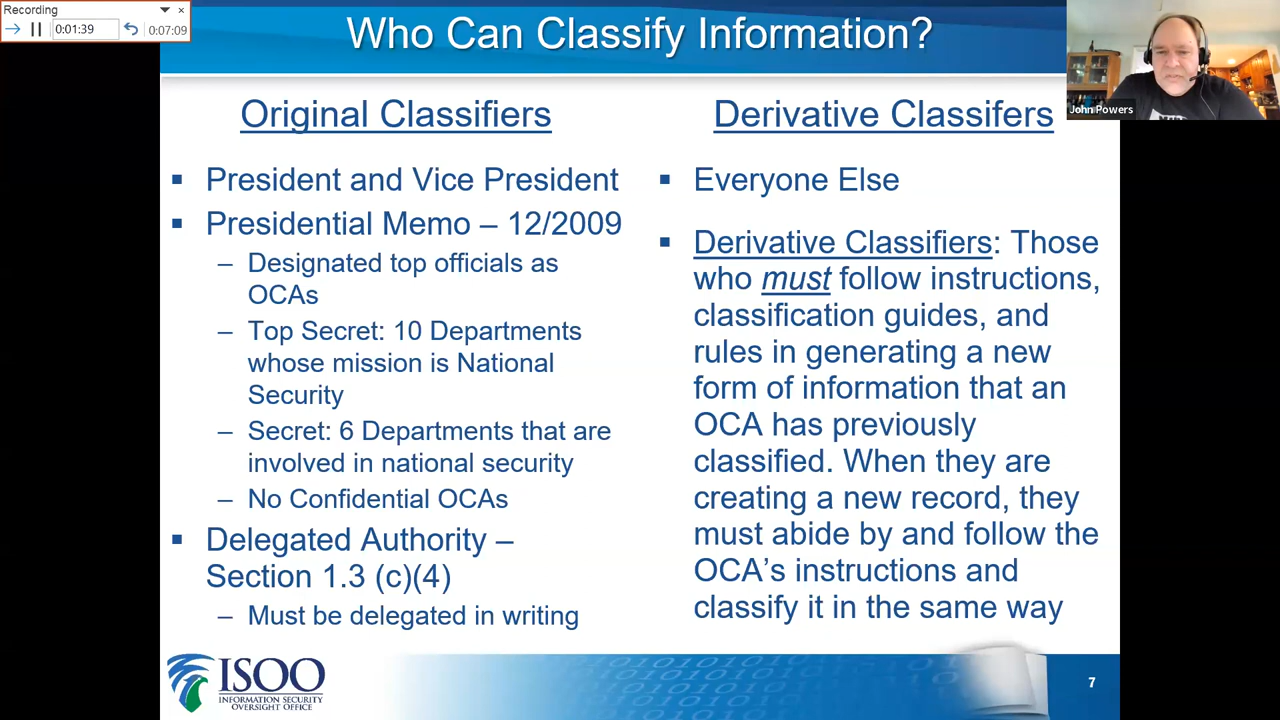 Recording
0:01:39
0:07:09
Who Can Classify Information?
John Powers
Original Classifiers
▪ President and Vice President
▪ Presidential Memo – 12/2009
– Designated top officials as
OCAs
– Top Secret: 10 Departments
whose mission is National
Security
– Secret: 6 Departments that are
involved in national security
– No Confidential OCAs
▪ Delegated Authority –
Section 1.3 (c)(4)
– Must be delegated in writing
Derivative Classifers
▪ Everyone Else
▪ Derivative Classifiers: Those
who must follow instructions,
classification guides, and
rules in generating a new
form of information that an
OCA has previously
classified. When they are
creating a new record, they
must abide by and follow the
OCA's instructions and
classify it in the same way
ISOO
INFORMATION SECURITY
OVERSIGHT OFFICE
7